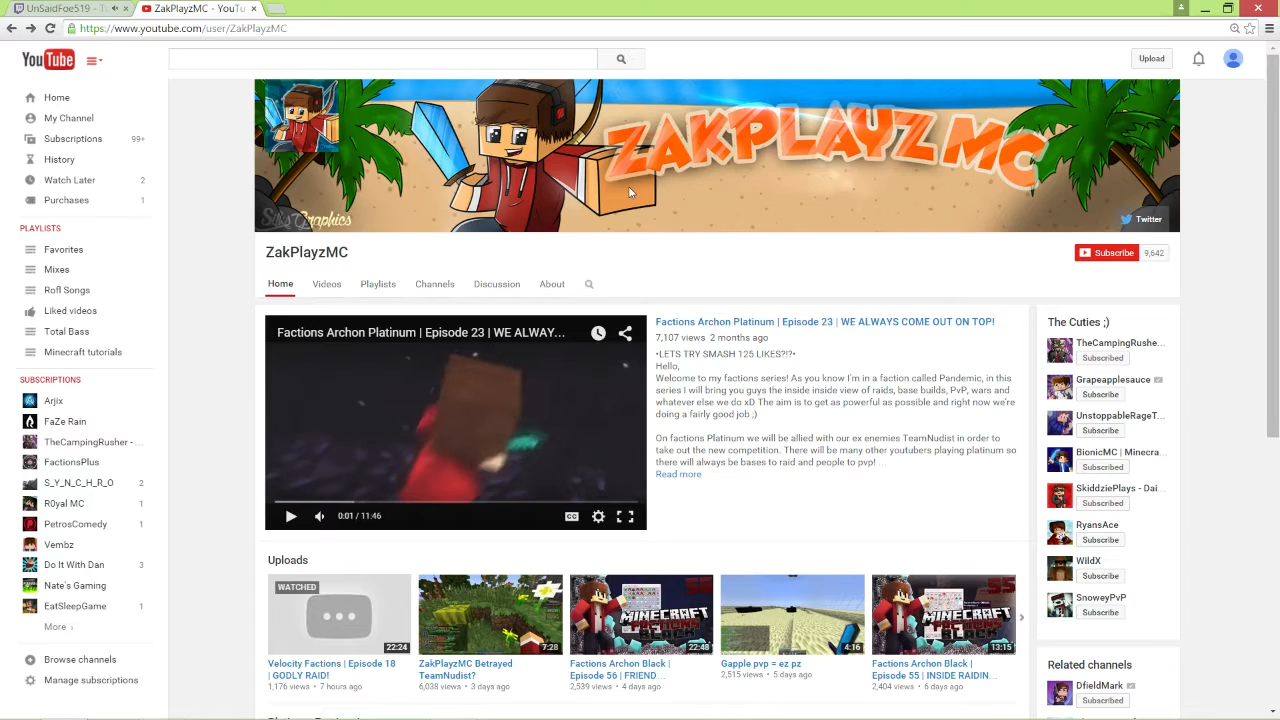 UnSaidFoe519 - T
ZakPlayzMC - YouTu
https://www.youtube.com/user/ZakPlayzMC
YouTube
Upload
Home
My Channel
Subscriptions 99+
History
Watch Later 2
Purchases 1
PLAYLISTS
Favorites
Mixes
Rofl Songs
Liked videos
Total Bass
Minecraft tutorials
SUBSCRIPTIONS
Arjix
FaZe Rain
TheCampingRusher - ...
FactionsPlus
S_Y_N_C_H_R_O 2
R0yal MC 1
PetrosComedy 1
Vembz
Do It With Dan 3
Nate's Gaming
EatSleepGame 1
More ›
Browse channels
Manage subscriptions
ZAKPLAYZ MC
SilsGraphics
Twitter
ZakPlayzMC
Subscribe 9,642
Home Videos Playlists Channels Discussion About
Factions Archon Platinum | Episode 23 | WE ALWAY...
0:01 / 11:46
CC
Factions Archon Platinum | Episode 23 | WE ALWAYS COME OUT ON TOP!
7,107 views 2 months ago
•LETS TRY SMASH 125 LIKES?!?•
Hello,
Welcome to my factions series! As you know I'm in a faction called Pandemic, in this
series I will bring you guys the inside inside view of raids, base builds, PvP, wars and
whatever else we do xD The aim is to get as powerful as possible and right now we're
doing a fairly good job ;)
On factions Platinum we will be allied with our ex enemies TeamNudist in order to
take out the new competition. There will be many other youtubers playing platinum so
there will always be bases to raid and people to pvp! ...
Read more
Uploads
WATCHED
22:24
Velocity Factions | Episode 18
| GODLY RAID!
1,176 views • 7 hours ago
7:28
ZakPlayzMC Betrayed
TeamNudist?
6,038 views • 3 days ago
MINECRAFT
22:48
Factions Archon Black |
Episode 56 | FRIEND...
2,539 views • 4 days ago
4:16
Gapple pvp = ez pz
2,515 views • 5 days ago
MINECRAFT
13:15
Factions Archon Black |
Episode 55 | INSIDE RAIDIN...
2,404 views • 6 days ago
The Cuties ;)
TheCampingRushe...
Subscribed
Grapeapplesauce
Subscribe
UnstoppableRageT...
Subscribe
BionicMC | Minecra...
Subscribed
SkiddziePlays - Dai...
Subscribed
RyansAce
Subscribe
WildX
Subscribe
SnoweyPvP
Subscribe
Related channels
DfieldMark
Subscribed